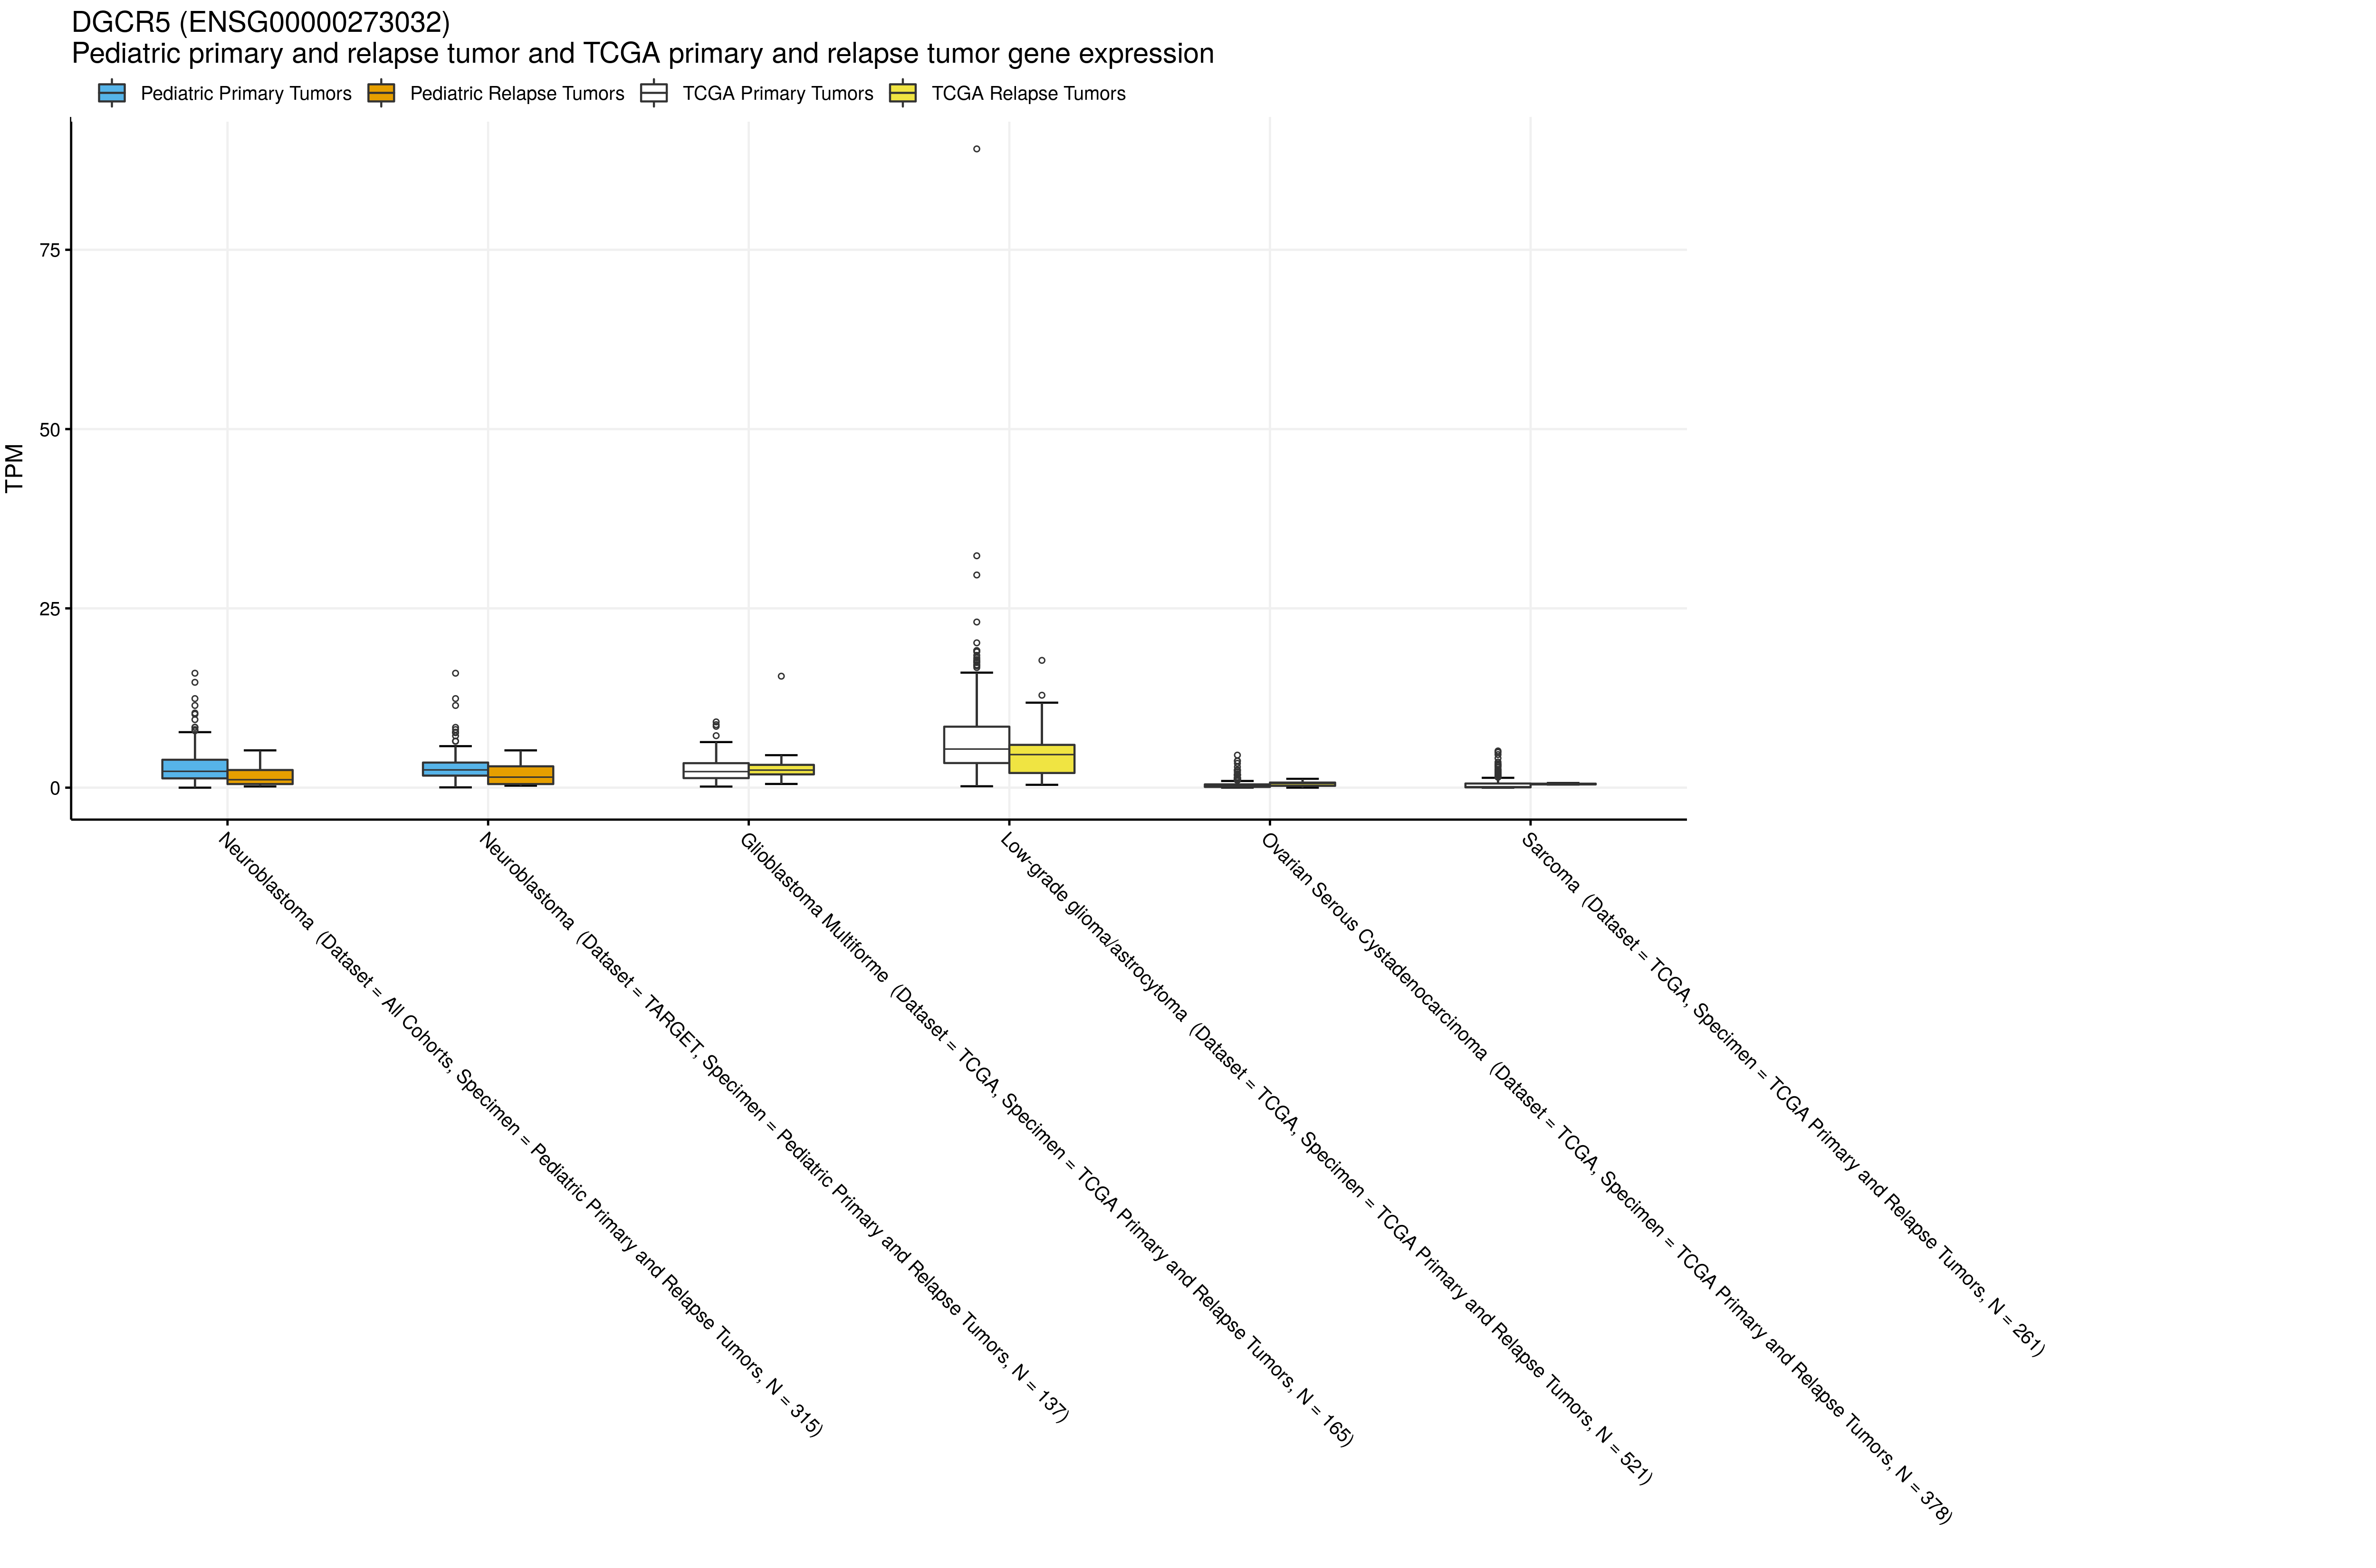 DGCR5 (ENSG00000273032)
Pediatric primary and relapse tumor and TCGA primary and relapse tumor gene expression
Pediatric Primary Tumors
Pediatric Relapse Tumors
TCGA Primary Tumors
TCGA Relapse Tumors
TPM
75
50
25
0
Neuroblastoma  (Dataset = All Cohorts, Specimen = Pediatric Primary and Relapse Tumors, N = 315)
Neuroblastoma  (Dataset = TARGET, Specimen = Pediatric Primary and Relapse Tumors, N = 137)
Glioblastoma Multiforme  (Dataset = TCGA, Specimen = TCGA Primary and Relapse Tumors, N = 165)
Low-grade glioma/astrocytoma  (Dataset = TCGA, Specimen = TCGA Primary and Relapse Tumors, N = 521)
Ovarian Serous Cystadenocarcinoma  (Dataset = TCGA, Specimen = TCGA Primary and Relapse Tumors, N = 378)
Sarcoma  (Dataset = TCGA, Specimen = TCGA Primary and Relapse Tumors, N = 261)